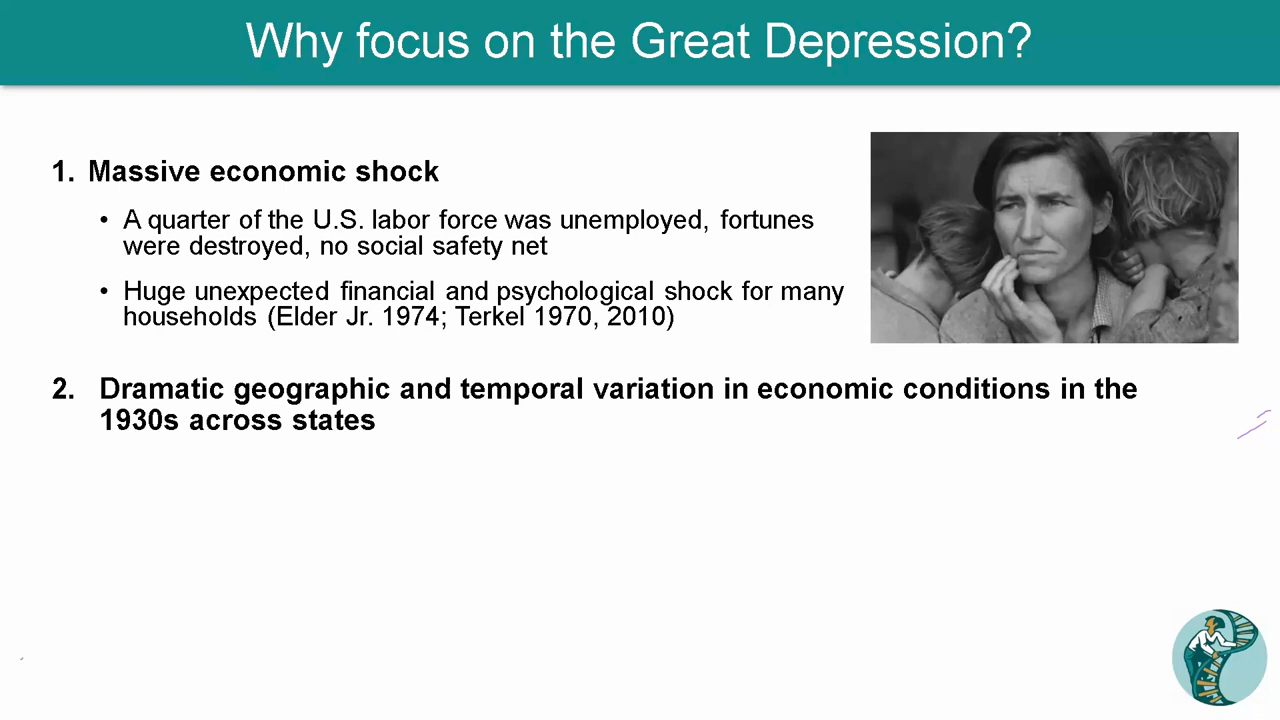 Why focus on the Great Depression?
1. Massive economic shock
• A quarter of the U.S. labor force was unemployed, fortunes
were destroyed, no social safety net
• Huge unexpected financial and psychological shock for many
households (Elder Jr. 1974; Terkel 1970, 2010)
2. Dramatic geographic and temporal variation in economic conditions in the
1930s across states